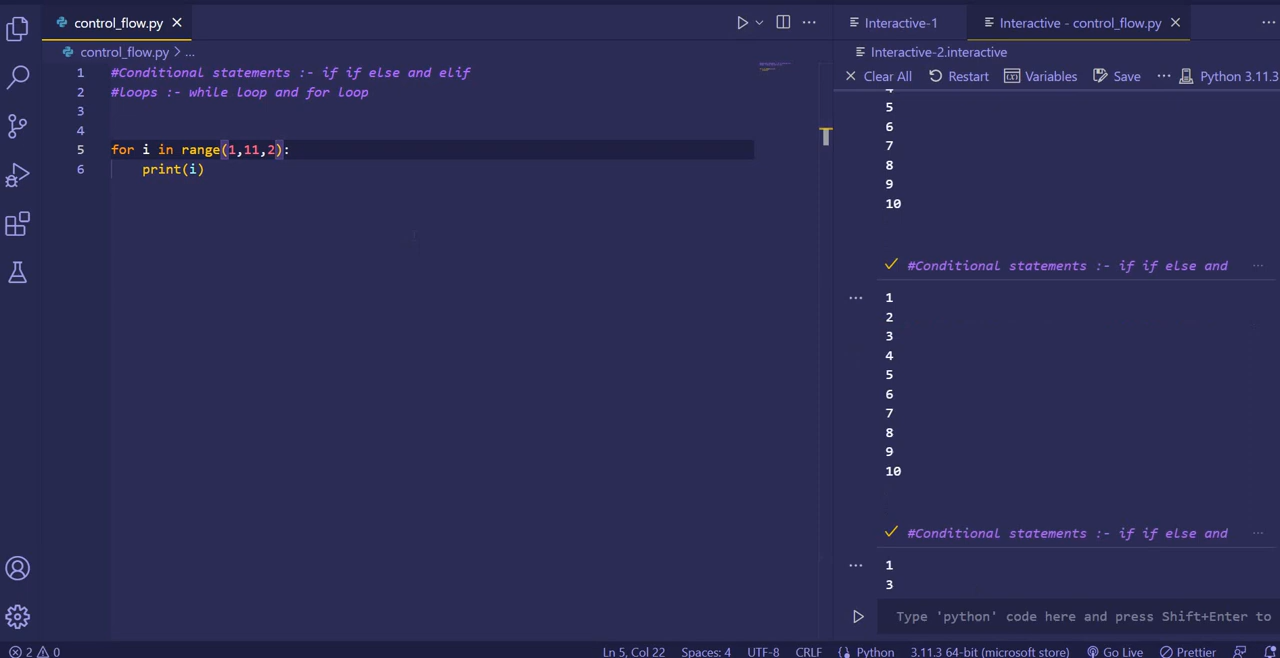 control_flow.py
control_flow.py > ...
1 #Conditional statements :- if if else and elif
2 #loops :- while loop and for loop
3
4
5 for i in range(1,11,2):
6 print(i)
Interactive-1
Interactive - control_flow.py
Interactive-2.interactive
Clear All Restart Variables Save ... Python 3.11.3
5
6
7
8
9
10
#Conditional statements :- if if else and ...
1
2
3
4
5
6
7
8
9
10
#Conditional statements :- if if else and ...
1
3
Type 'python' code here and press Shift+Enter to
2 0 Ln 5, Col 22 Spaces: 4 UTF-8 CRLF Python 3.11.3 64-bit (microsoft store) Go Live Prettier